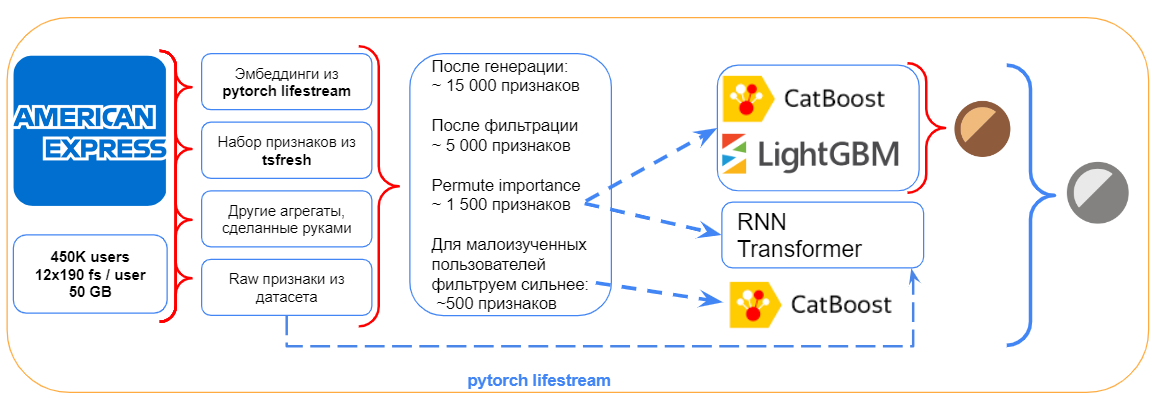 AMERICAN
EXPRESS
450K users
12x190 fs / user
50 GB
Эмбеддинги из
pytorch lifestream
Набор признаков из
tsfresh
Другие агрегаты,
сделанные руками
Raw признаки из
датасета
После генерации:
~ 15 000 признаков
После фильтрации
~ 5 000 признаков
Permute importance
~ 1 500 признаков
Для малоизученных
пользователей
фильтруем сильнее:
~500 признаков
CatBoost
LightGBM
RNN
Transformer
CatBoost
pytorch lifestream